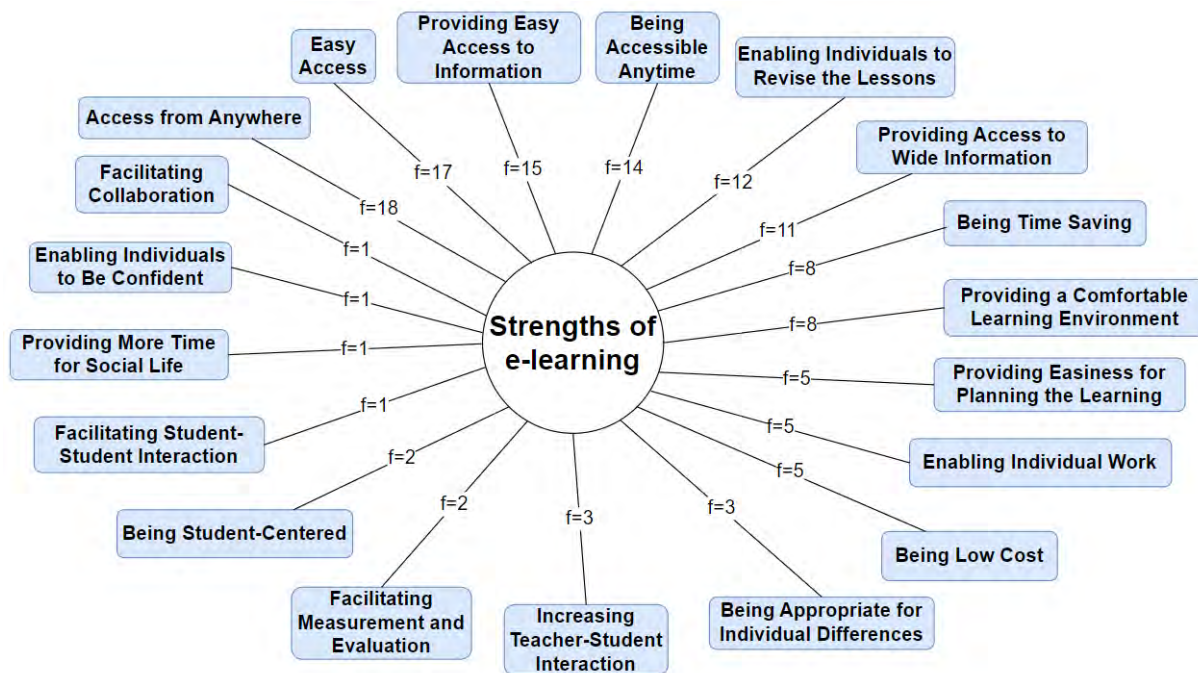 Easy
Access
Providing Easy
Access to
Information
Being
Accessible
Anytime
Enabling Individuals to
Revise the Lessons
Access from Anywhere
Providing Access to
Wide Information
Facilitating
Collaboration
Being Time Saving
Enabling Individuals
to Be Confident
Providing a Comfortable
Learning Environment
Providing More Time
for Social Life
Providing Easiness for
Planning the Learning
Facilitating Student-
Student Interaction
Enabling Individual Work
Being Student-Centered
Being Low Cost
Facilitating
Measurement and
Evaluation
Increasing
Teacher-Student
Interaction
Being Appropriate for
Individual Differences
f=17
f=15
f=14
f=12
f=11
f=8
f=8
f=5
f=5
f=5
f=3
f=3
f=2
f=2
f=1
f=1
f=1
f=1
f=18
Strengths of
e-learning